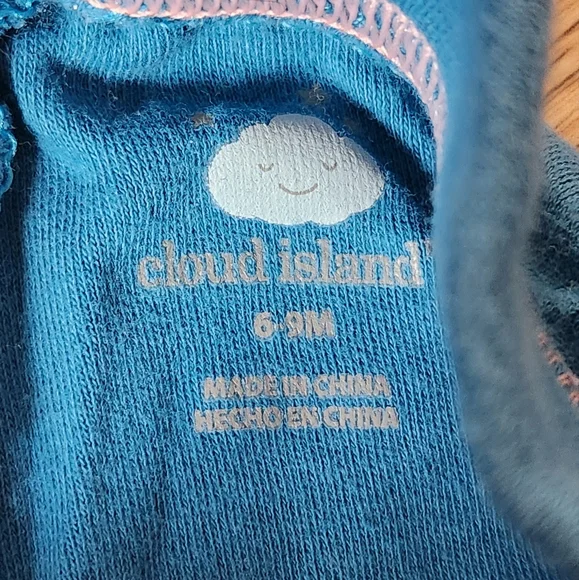 cloud island
6-9M
MADE IN CHINA
HECHO EN CHINA